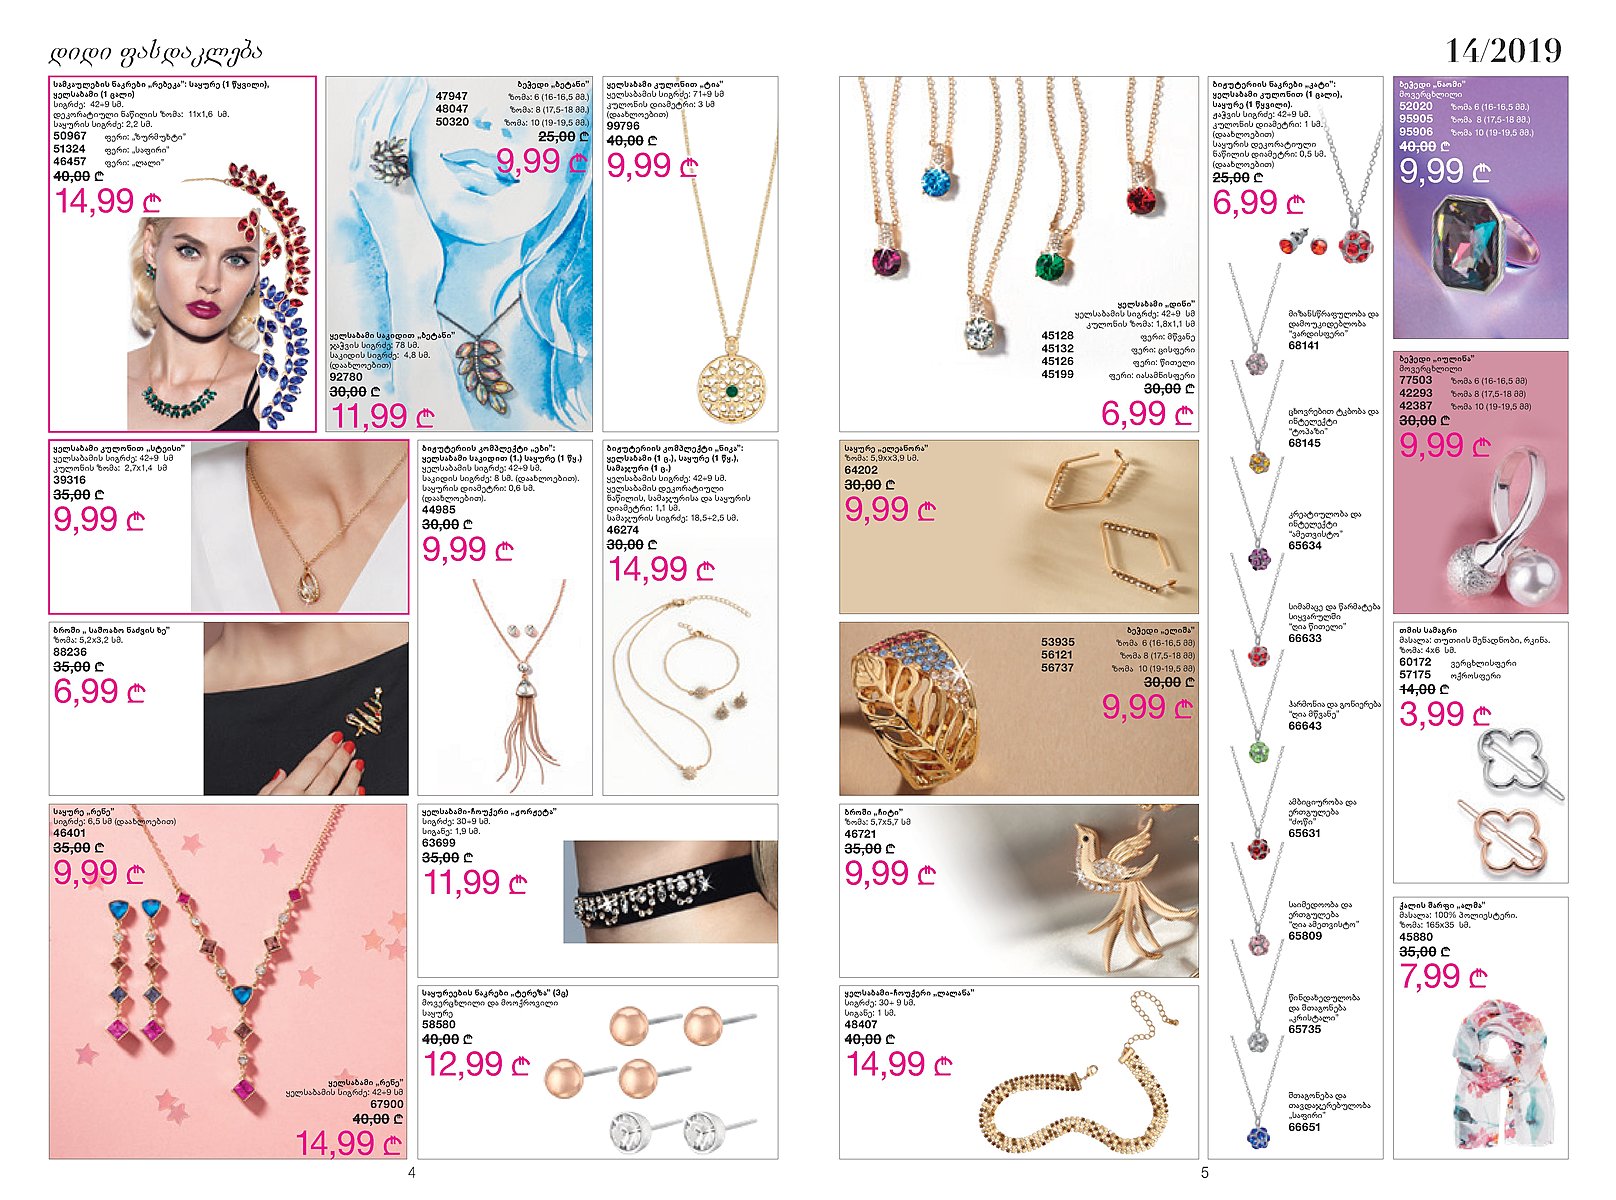 დიდი ფასდაკლება
14/2019
სამკაულების ნაკრები „რებეკა“: საყურე (1 წყვილი),
ყელსაბამი (1 ცალი)
სიგრძე: 42÷9 სმ.
დეკორატიული ნაწილის ზომა: 11x1,6 სმ.
საყურის სიგრძე: 2,2 სმ.
50967 ფერი: „ზურმუხტი“
51324 ფერი: „საფირი“
46457 ფერი: „ლალი“
40,00 ₾
14,99 ₾
ბეჭედი „ბეტანი“
47947 ზომა: 6 (16-16,5 მმ.)
48047 ზომა: 8 (17,5-18 მმ.)
50320 ზომა: 10 (19-19,5 მმ.)
25,00 ₾
9,99 ₾
ყელსაბამი საკიდით „ბეტანი“
ჯაჭვის სიგრძე: 78 სმ.
საკიდის სიგრძე: 4,8 სმ.
(დაახლოებით)
92780
30,00 ₾
11,99 ₾
ყელსაბამი კულონით „ტია“
ყელსაბამის სიგრძე: 71÷9 სმ
კულონის დიამეტრი: 3 სმ
(დაახლოებით)
99796
40,00 ₾
9,99 ₾
ყელსაბამი კულონით „სტეისი“
ყელსაბამის სიგრძე: 42÷9 სმ
კულონის ზომა: 2,7x1,4 სმ
39316
35,00 ₾
9,99 ₾
ბროში „ სამოაბო ნაძვის ხე“
ზომა: 5,2x3,2 სმ.
88236
35,00 ₾
6,99 ₾
ბიჟუტერიის კომპლექტი „ები“:
ყელსაბამი საკიდით (1.) საყურე (1 წყ.)
ყელსაბამის სიგრძე: 42÷9 სმ.
საკიდის სიგრძე: 8 სმ. (დაახლოებით).
საყურის დიამეტრი: 0,6 სმ.
(დაახლოებით).
44985
30,00 ₾
9,99 ₾
ბიჟუტერიის კომპლექტი „ნიკა“:
ყელსაბამი (1 ც.), საყურე (1 წყ.),
სამაჯური (1 ც.)
ყელსაბამის სიგრძე: 42÷9 სმ.
ყელსაბამის დეკორატიული
ნაწილის, სამაჯურისა და საყურის
დიამეტრი: 1,1 სმ.
სამაჯურის სიგრძე: 18,5÷2,5 სმ.
46274
30,00 ₾
14,99 ₾
საყურე „რენე“
სიგრძე: 6,5 სმ (დაახლოებით)
46401
35,00 ₾
9,99 ₾
ყელსაბამი „რენე“
ყელსაბამის სიგრძე: 42÷9 სმ
67900
40,00 ₾
14,99 ₾
ყელსაბამი-ჩოუქერი „ჟორჟეტა“
სიგრძე: 30÷9 სმ.
სიგანე: 1,9 სმ.
63699
35,00 ₾
11,99 ₾
საყურეების ნაკრები „ტერეზა“ (3ც)
მოვერცხლილი და მოოქროვილი
საყურე
58580
40,00 ₾
12,99 ₾
4
ყელსაბამი „დინი“
ყელსაბამის სიგრძე: 42÷9 სმ
კულონის ზომა: 1,8x1,1 სმ
45128 ფერი: მწვანე
45132 ფერი: ცისფერი
45126 ფერი: წითელი
45199 ფერი: იასამნისფერი
30,00 ₾
6,99 ₾
საყურე „ელეანორა“
ზომა: 5,9xx3,9 სმ.
64202
30,00 ₾
9,99 ₾
ბეჭედი „ელიშა“
53935 ზომა 6 (16-16,5 მმ)
56121 ზომა 8 (17,5-18 მმ)
56737 ზომა 10 (19-19,5 მმ)
30,00 ₾
9,99 ₾
ბროში „ჩიტი“
ზომა: 5,7x5,7 სმ
46721
35,00 ₾
9,99 ₾
ყელსაბამი-ჩოუქერი „ლალანა“
სიგრძე: 30÷ 9 სმ.
სიგანე: 1 სმ.
48407
40,00 ₾
14,99 ₾
ბიჟუტერიის ნაკრები „კატი“:
ყელსაბამი კულონით (1 ცალი),
საყურე (1 წყვილი).
ჟაჭვის სიგრძე: 42÷9 სმ.
კულონის დიამეტრი: 1 სმ.
(დაახლოებით)
საყურის დეკორატიული
ნაწილის დიამეტრი: 0,5 სმ.
(დაახლოებით)
25,00 ₾
6,99 ₾
მიზანსწრაფულობა და
დამოუკიდებლობა
“ვარდისფერი“
68141
ცხოვრებით ტკბობა და
ინტელექტი
“ტოპაზი“
68145
კრეატიულობა და
ინტელექტი
“ამეთვისტო“
65634
სიმამაცე და წარმატება
სიყვარულში
“ღია წითელი“
66633
ჰარმონია და გონიერება
“ღია მწვანე“
66643
ამბიციურობა და
ერთგულება
“ძოწი“
65631
საიმედოობა და
ერთგულება
“ღია ამეთვისტო“
65809
წინდახედულობა
და შთაგონება
„კრისტალი“
65735
შთაგონება და
თავდაჯერებულობა
„საფირი“
66651
ბეჭედი „ნაომი“
მოვერცხლილი
52020 ზომა 6 (16-16,5 მმ.)
95905 ზომა 8 (17,5-18 მმ.)
95906 ზომა 10 (19-19,5 მმ.)
40,00 ₾
9,99 ₾
ბეჭედი „იულინა“
მოვერცხლილი
77503 ზომა 6 (16-16,5 მმ)
42293 ზომა 8 (17,5-18 მმ)
42387 ზომა 10 (19-19,5 მმ)
30,00 ₾
9,99 ₾
თმის სამაგრი
მასალა: თუთიის შენადნობი, რკინა.
ზომა: 4x6 სმ.
60172 ვერცხლისფერი
57175 ოქროსფერი
14,00 ₾
3,99 ₾
ქალის შარფი „ალმა“
მასალა: 100% პოლიესტერი.
ზომა: 165x35 სმ.
45880
35,00 ₾
7,99 ₾
5